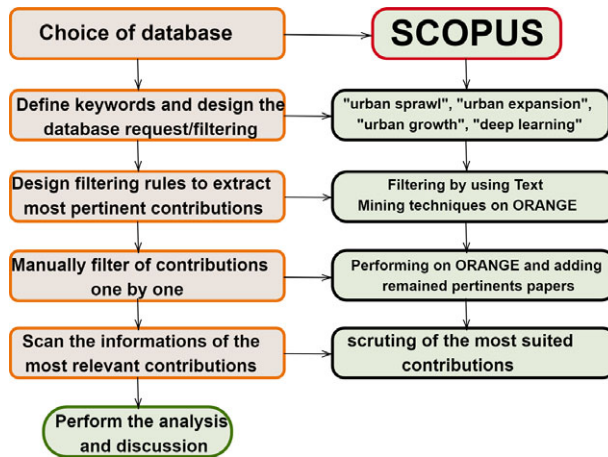 Choice of database
SCOPUS
Define keywords and design the
database request/filtering
"urban sprawl", "urban expansion",
"urban growth", "deep learning"
Design filtering rules to extract
most pertinent contributions
Filtering by using Text
Mining techniques on ORANGE
Manually filter of contributions
one by one
Performing on ORANGE and adding
remained pertinents papers
Scan the informations of the
most relevant contributions
scruting of the most suited
contributions
Perform the analysis
and discussion